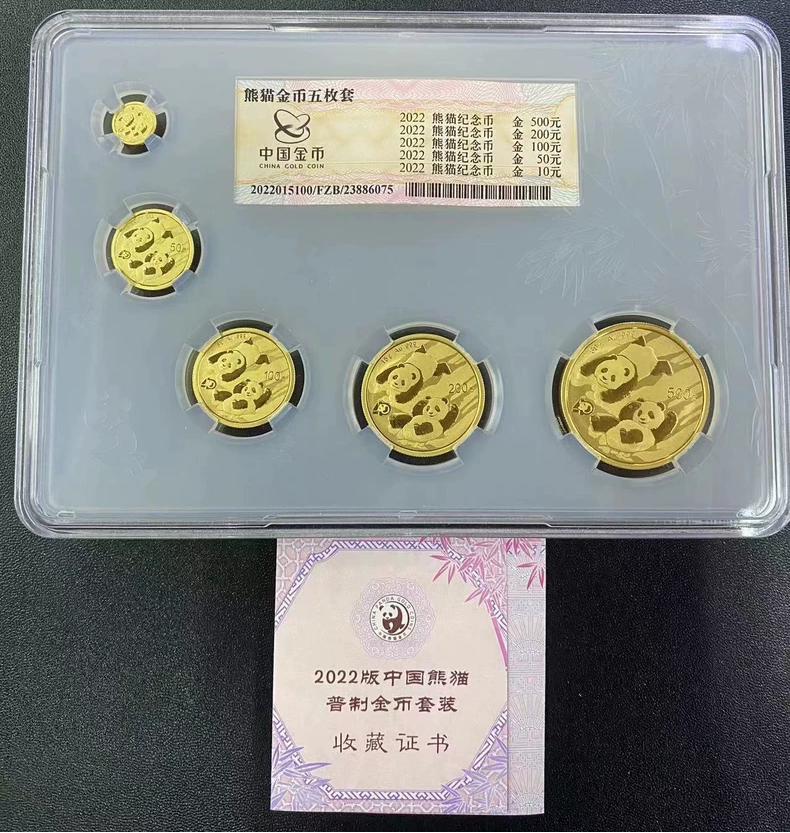 熊猫金币五枚套
中国金币
CHINA GOLD COIN
2022 熊猫纪念币 金 500元
2022 熊猫纪念币 金 200元
2022 熊猫纪念币 金 100元
2022 熊猫纪念币 金 50元
2022 熊猫纪念币 金 10元
2022015100/FZB/23886075
50
100
200
500
CHINA PANDA GOLD COINS
2022版中国熊猫
普制金币套装
收藏证书